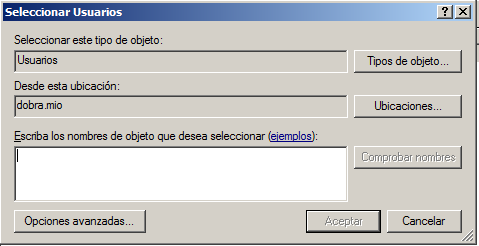 Seleccionar Usuarios
Seleccionar este tipo de objeto:
Usuarios
Tipos de objeto...
Desde esta ubicación:
dobra.mio
Ubicaciones...
Escriba los nombres de objeto que desea seleccionar (ejemplos):
Comprobar nombres
Opciones avanzadas...
Aceptar
Cancelar